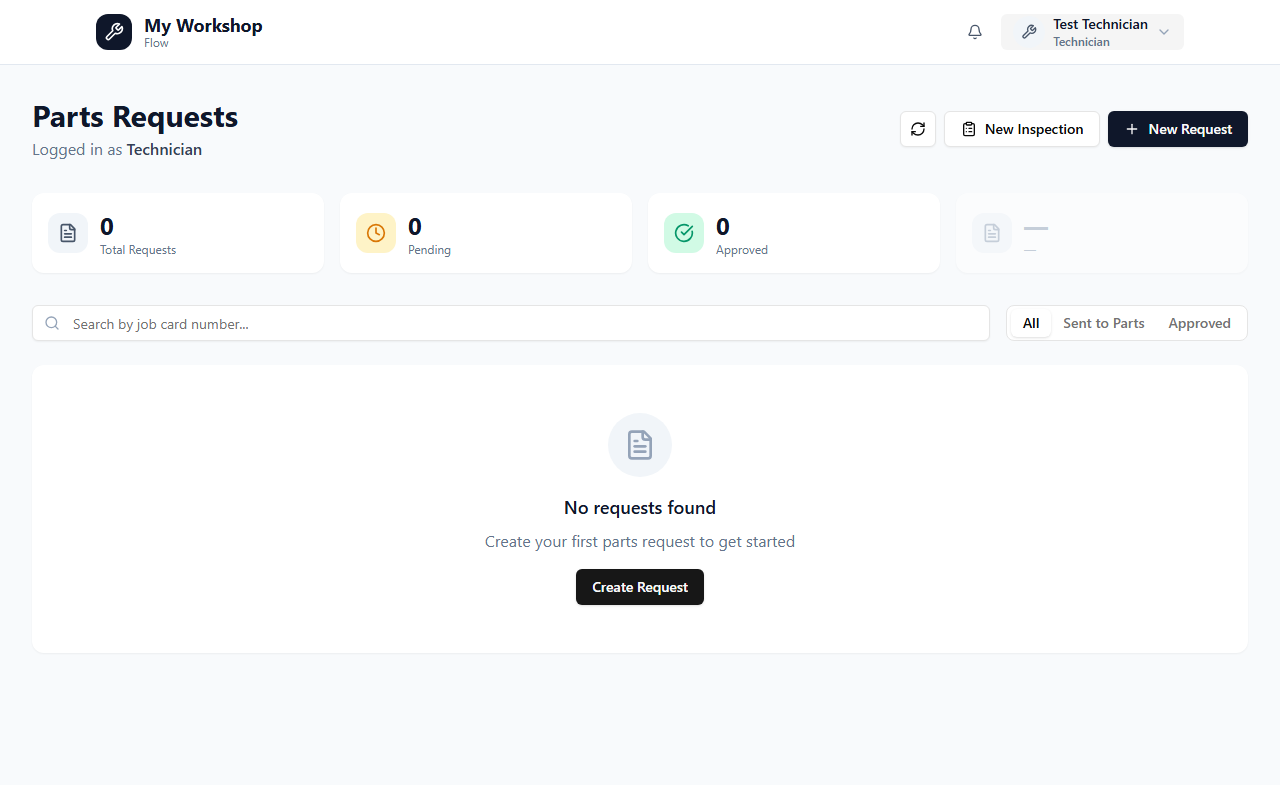 My Workshop
Flow
Test Technician
Technician
Parts Requests
Logged in as Technician
New Inspection
New Request
0
Total Requests
0
Pending
0
Approved
—
—
Search by job card number...
All
Sent to Parts
Approved
No requests found
Create your first parts request to get started
Create Request